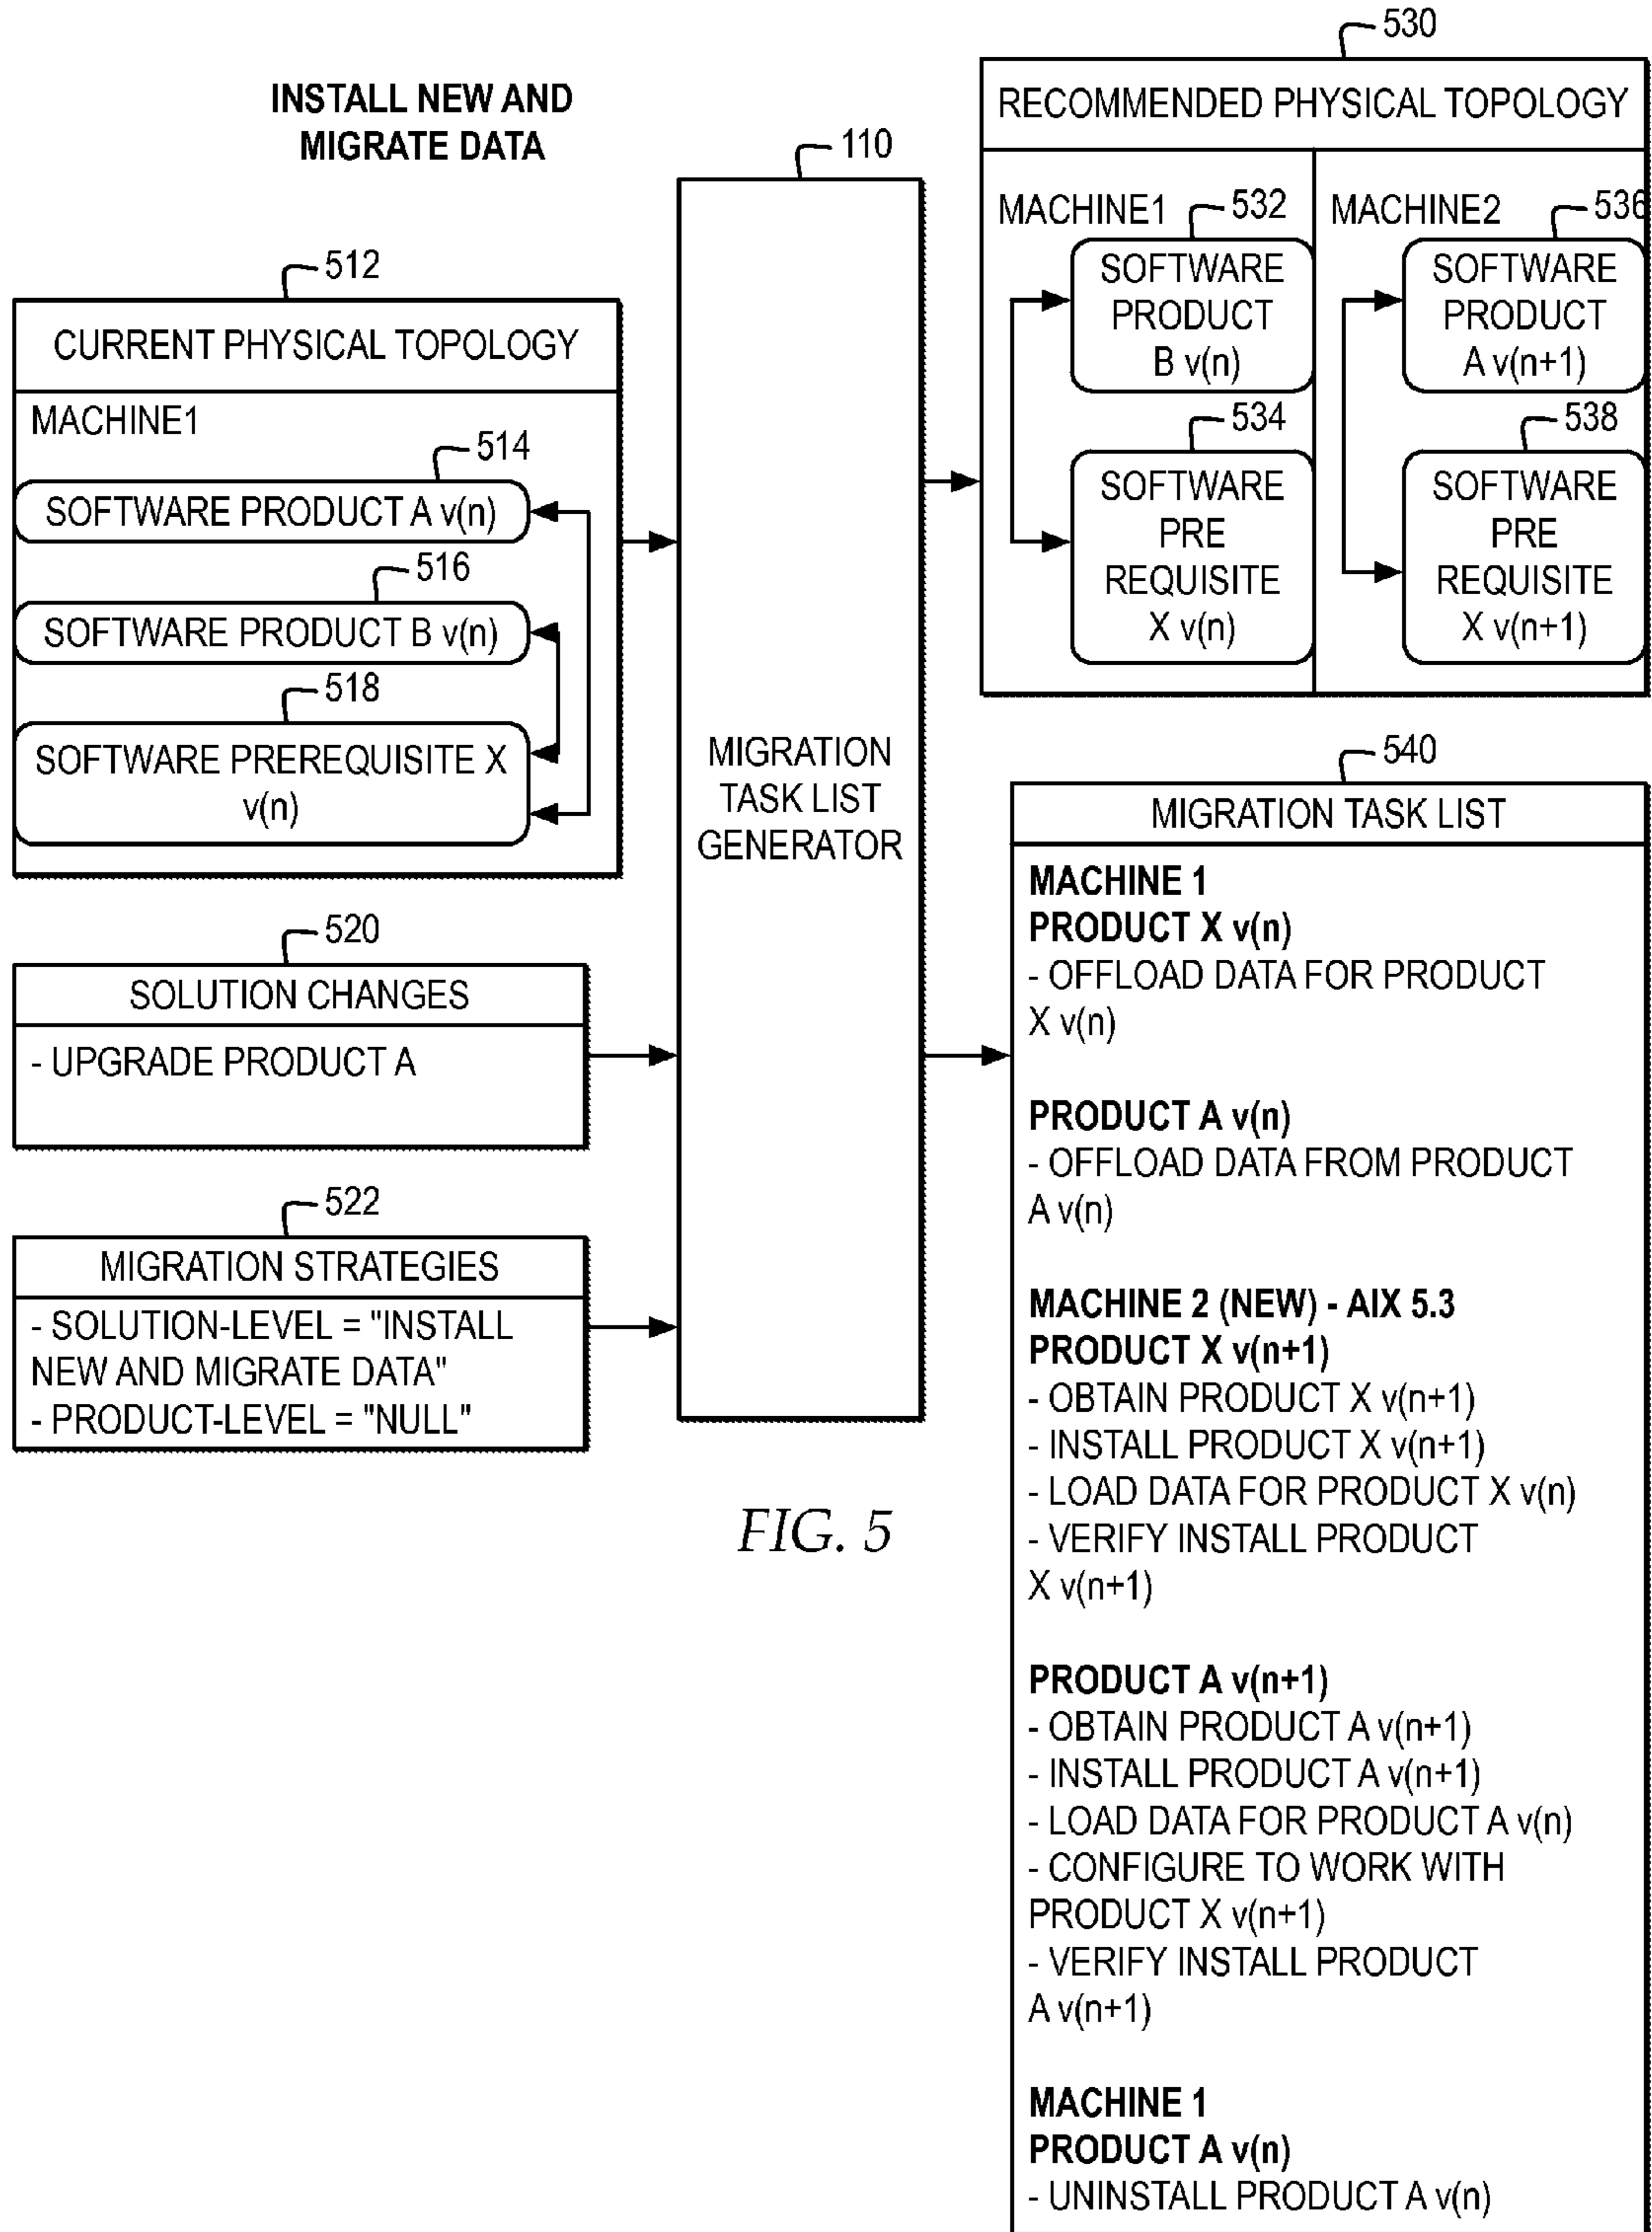 INSTALL NEW AND
MIGRATE DATA
512
CURRENT PHYSICAL TOPOLOGY
MACHINE1
514
SOFTWARE PRODUCT A v(n)
516
SOFTWARE PRODUCT B v(n)
518
SOFTWARE PREREQUISITE X
v(n)
520
SOLUTION CHANGES
- UPGRADE PRODUCT A
522
MIGRATION STRATEGIES
- SOLUTION-LEVEL = "INSTALL
NEW AND MIGRATE DATA"
- PRODUCT-LEVEL = "NULL"
110
MIGRATION
TASK LIST
GENERATOR
530
RECOMMENDED PHYSICAL TOPOLOGY
MACHINE1
532
SOFTWARE
PRODUCT
B v(n)
534
SOFTWARE
PRE
REQUISITE
X v(n)
MACHINE2
536
SOFTWARE
PRODUCT
A v(n+1)
538
SOFTWARE
PRE
REQUISITE
X v(n+1)
540
MIGRATION TASK LIST
MACHINE 1
PRODUCT X v(n)
- OFFLOAD DATA FOR PRODUCT
X v(n)
PRODUCT A v(n)
- OFFLOAD DATA FROM PRODUCT
A v(n)
MACHINE 2 (NEW) - AIX 5.3
PRODUCT X v(n+1)
- OBTAIN PRODUCT X v(n+1)
- INSTALL PRODUCT X v(n+1)
- LOAD DATA FOR PRODUCT X v(n)
- VERIFY INSTALL PRODUCT
X v(n+1)
PRODUCT A v(n+1)
- OBTAIN PRODUCT A v(n+1)
- INSTALL PRODUCT A v(n+1)
- LOAD DATA FOR PRODUCT A v(n)
- CONFIGURE TO WORK WITH
PRODUCT X v(n+1)
- VERIFY INSTALL PRODUCT
A v(n+1)
MACHINE 1
PRODUCT A v(n)
- UNINSTALL PRODUCT A v(n)
FIG. 5